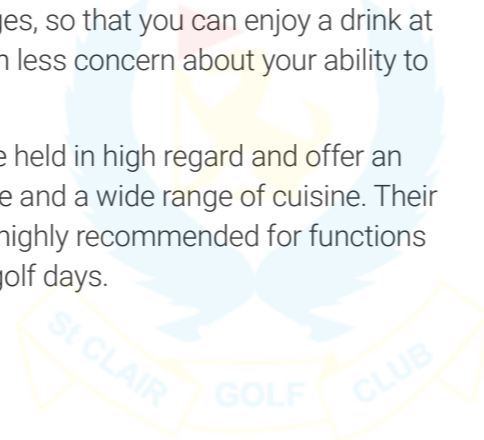 ges, so that you can enjoy a drink at
less concern about your ability to
held in high regard and offer an
and a wide range of cuisine. Their
highly recommended for functions
golf days.
St CLAIR GOLF CLUB